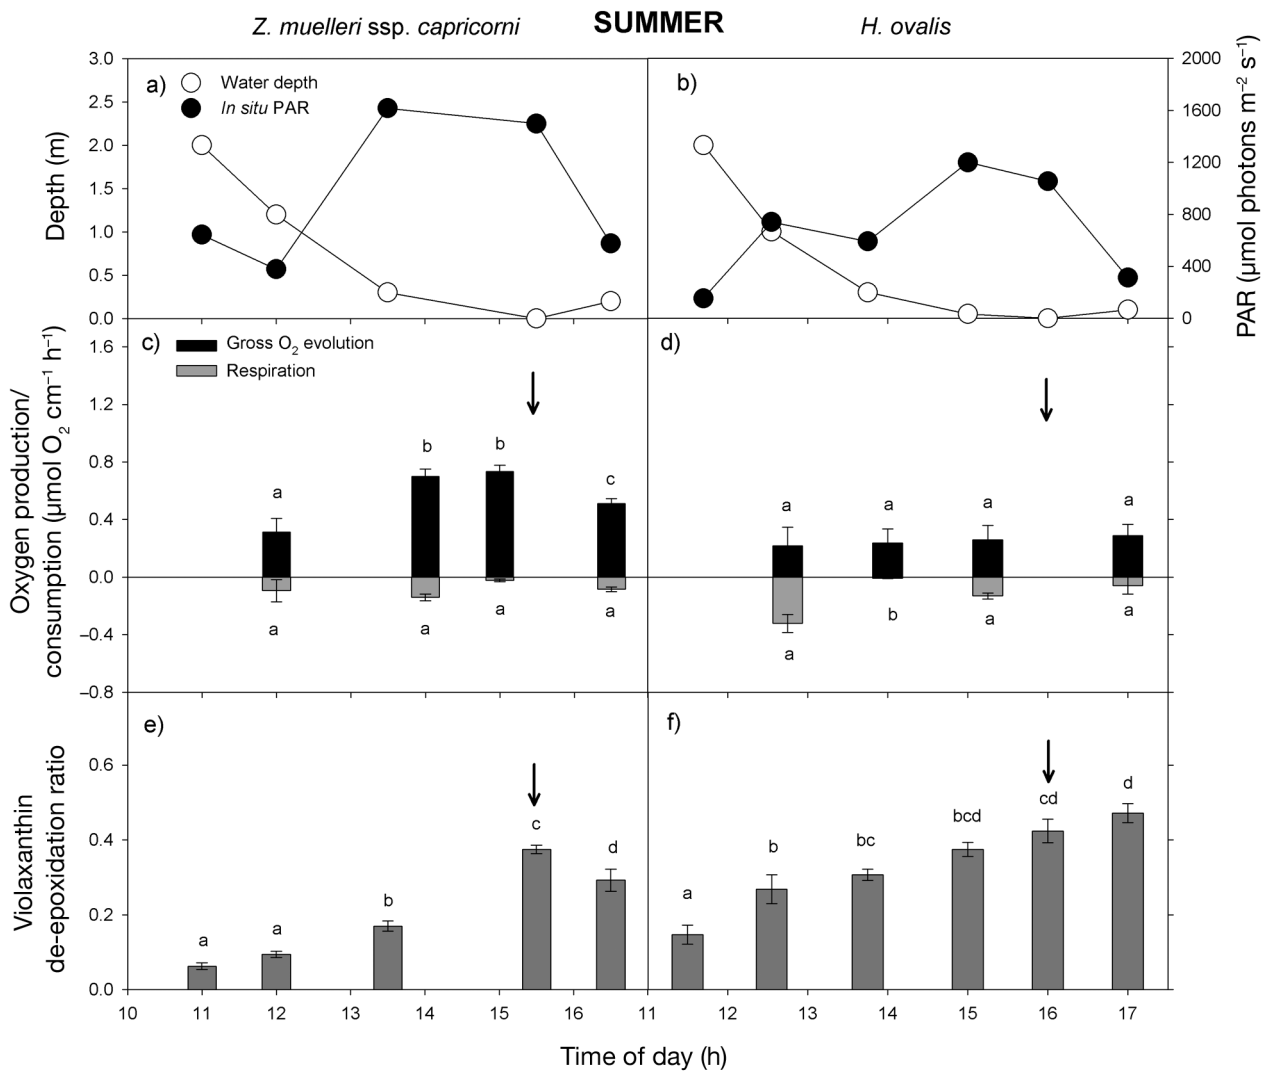 SUMMER
Z. muelleri ssp. capricorni
H. ovalis
a)
Water depth
In situ PAR
b)
3.0
2.5
2.0
1.5
1.0
0.5
0.0
Depth (m)
2000
1600
1200
800
400
0
PAR (µmol photons m–2 s–1)
c)
Gross O2 evolution
Respiration
d)
1.6
1.2
0.8
0.4
0.0
–0.4
–0.8
Oxygen production/
consumption (µmol O2 cm–1 h–1)
a b b c
a a a a
a a a a
a b a a
e)
f)
0.6
0.4
0.2
0.0
Violaxanthin
de-epoxidation ratio
a a b c d
a b bc bcd cd d
10 11 12 13 14 15 16 11 12 13 14 15 16 17
Time of day (h)